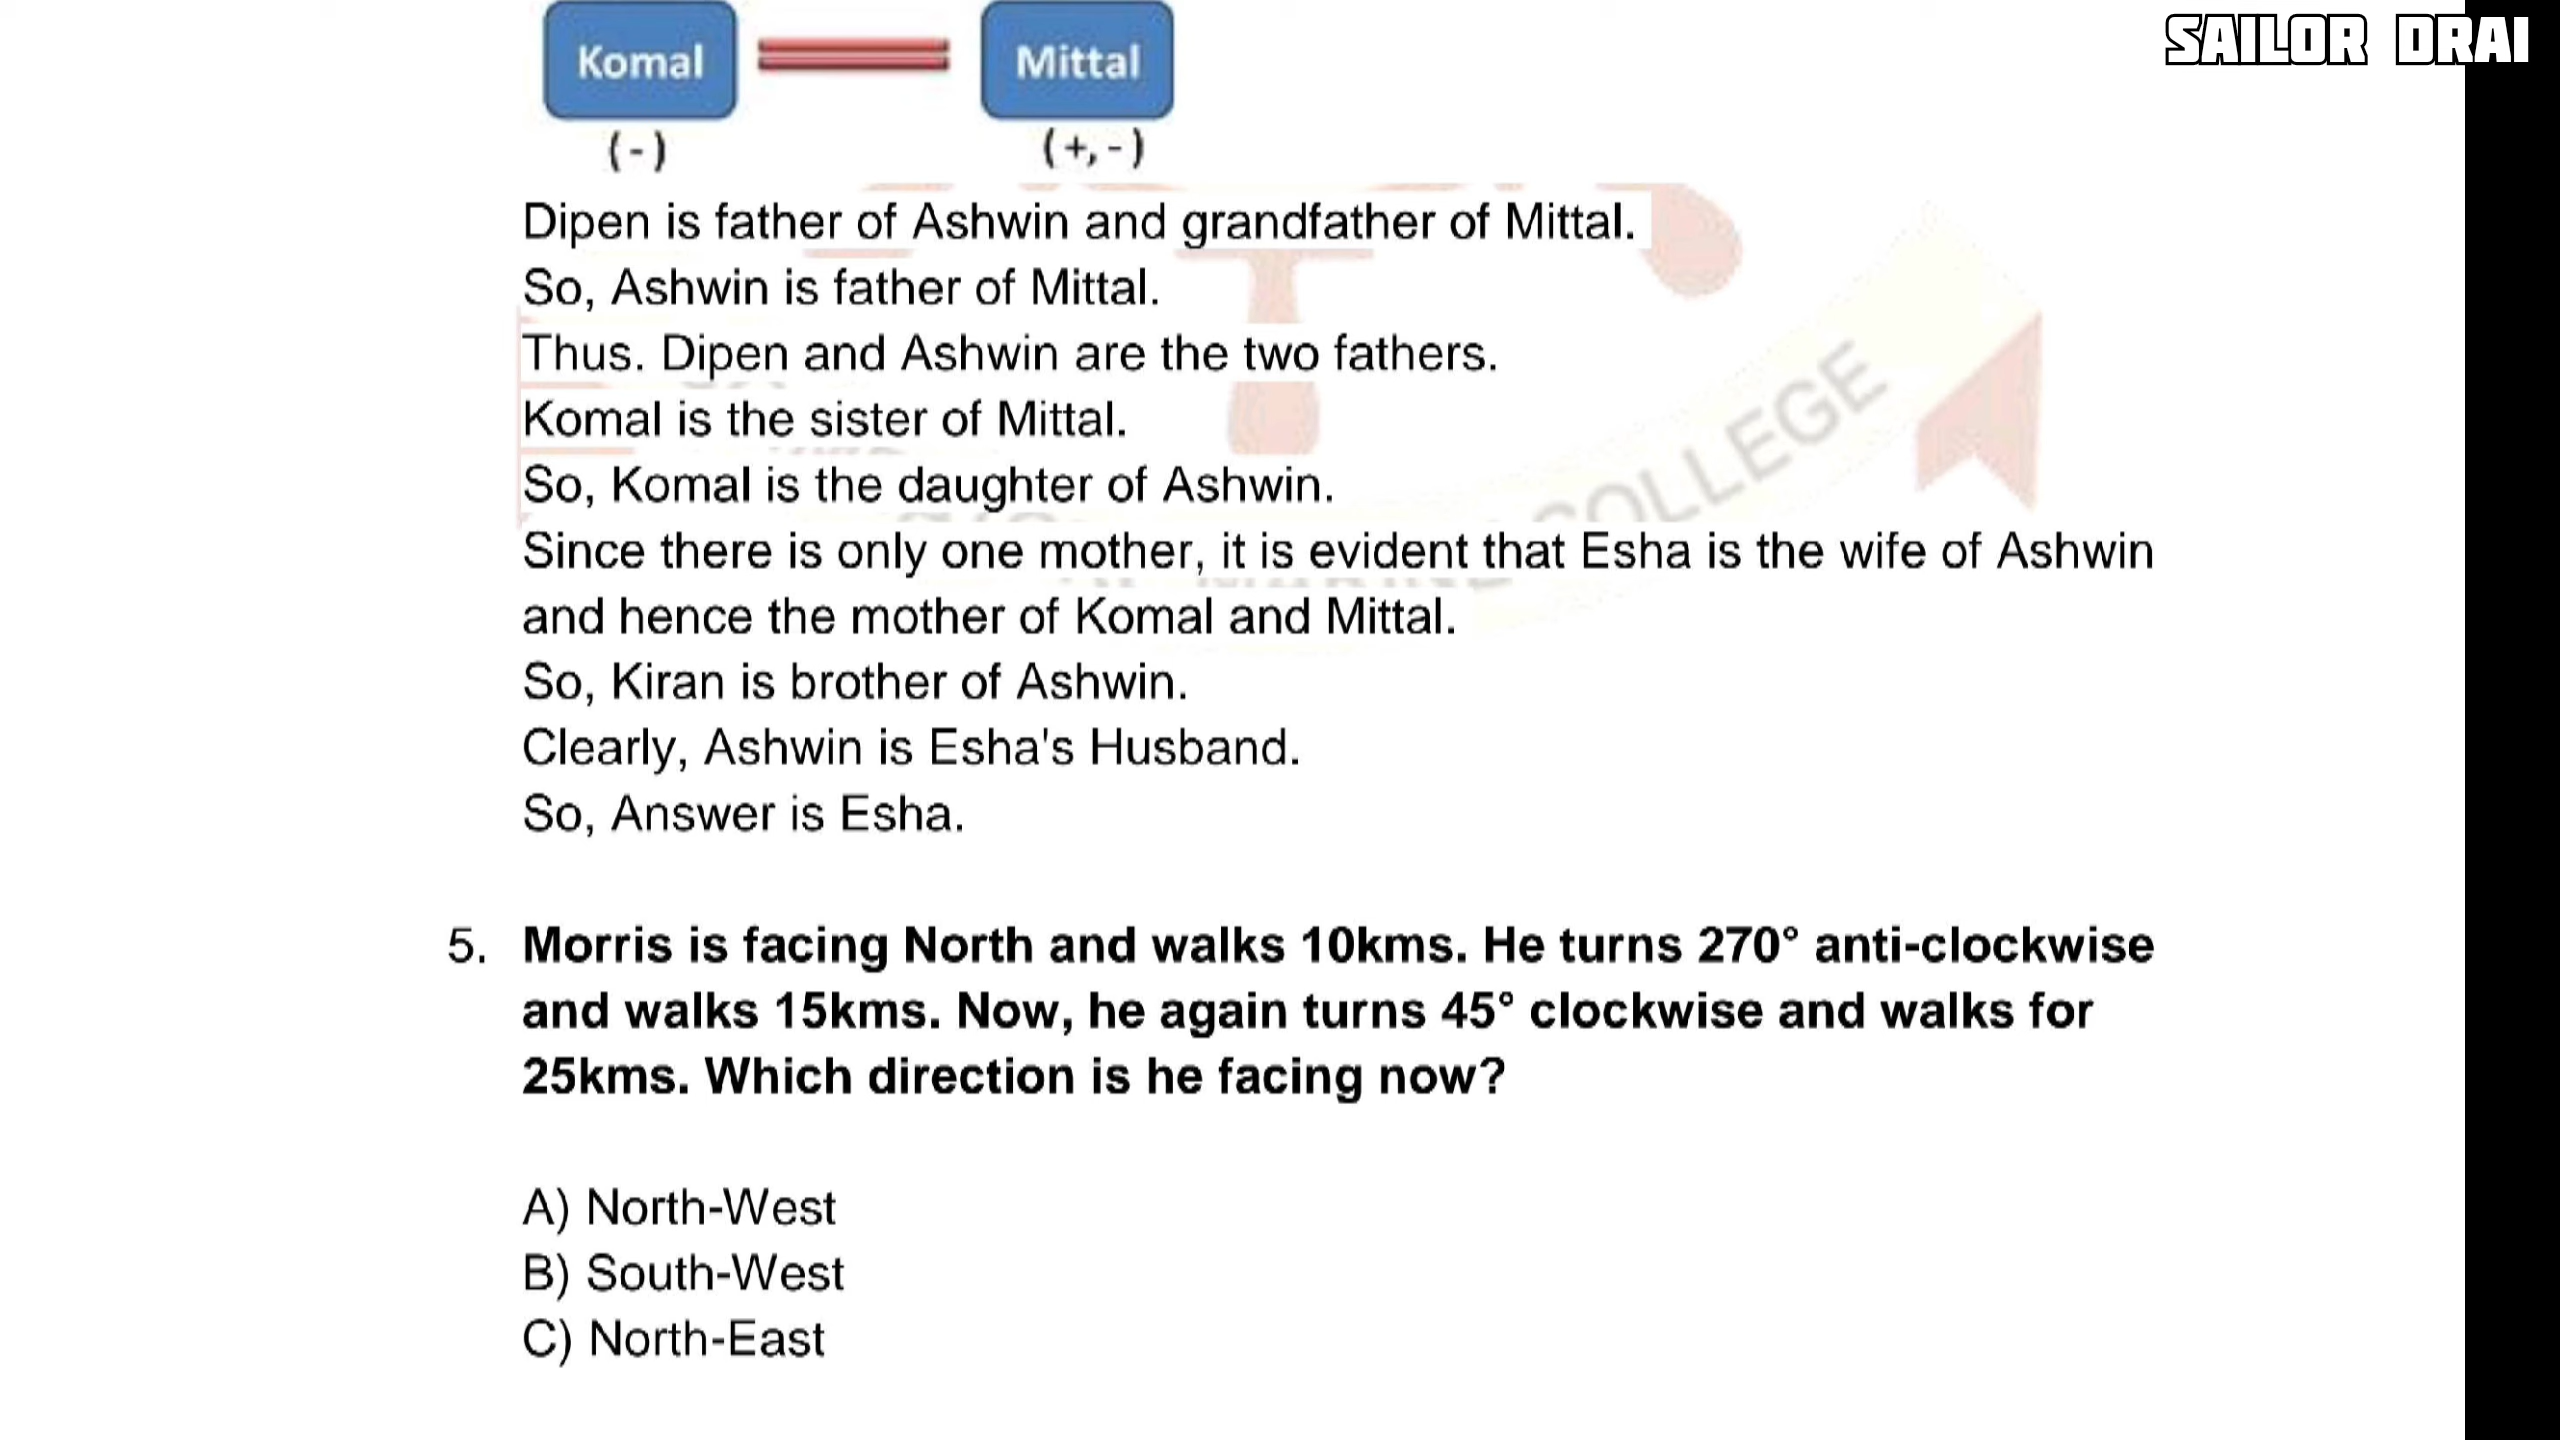 SAILOR DRAI
Komal
Mittal
(-)
(+,-)
Dipen is father of Ashwin and grandfather of Mittal.
So, Ashwin is father of Mittal.
Thus. Dipen and Ashwin are the two fathers.
Komal is the sister of Mittal.
So, Komal is the daughter of Ashwin.
COLLEGE
Since there is only one mother, it is evident that Esha is the wife of Ashwin
and hence the mother of Komal and Mittal.
So, Kiran is brother of Ashwin.
Clearly, Ashwin is Esha's Husband.
So, Answer is Esha.
5. Morris is facing North and walks 10kms. He turns 270° anti-clockwise
and walks 15kms. Now, he again turns 45° clockwise and walks for
25kms. Which direction is he facing now?
A) North-West
B) South-West
C) North-East